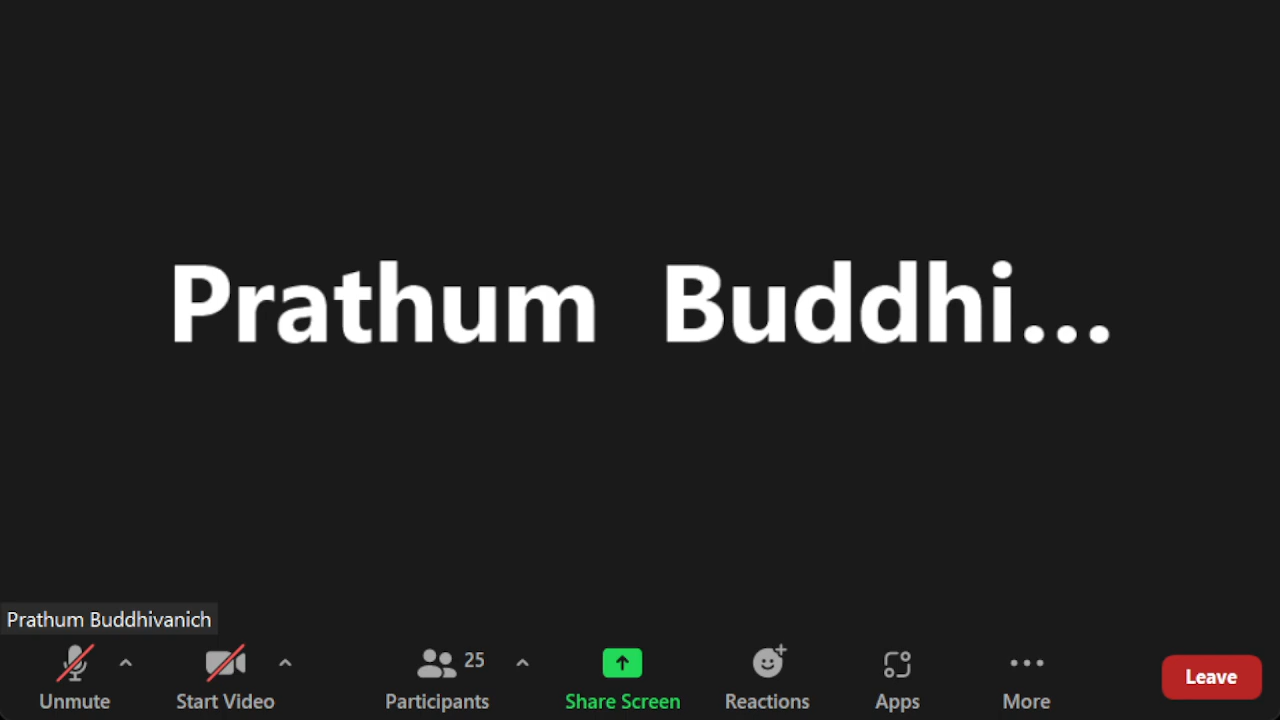 Prathum Buddhi...
Prathum Buddhivanich
25
Unmute Start Video Participants Share Screen Reactions Apps More Leave